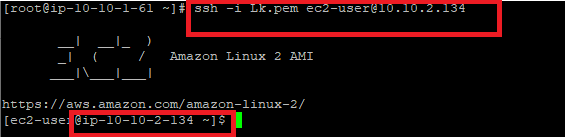 [root@ip-10-10-1-61 ~]# ssh -i Lk.pem ec2-user@10.10.2.134
__|  __|_  )
_|  (     /   Amazon Linux 2 AMI
___|\___|___|
https://aws.amazon.com/amazon-linux-2/
[ec2-user@ip-10-10-2-134 ~]$